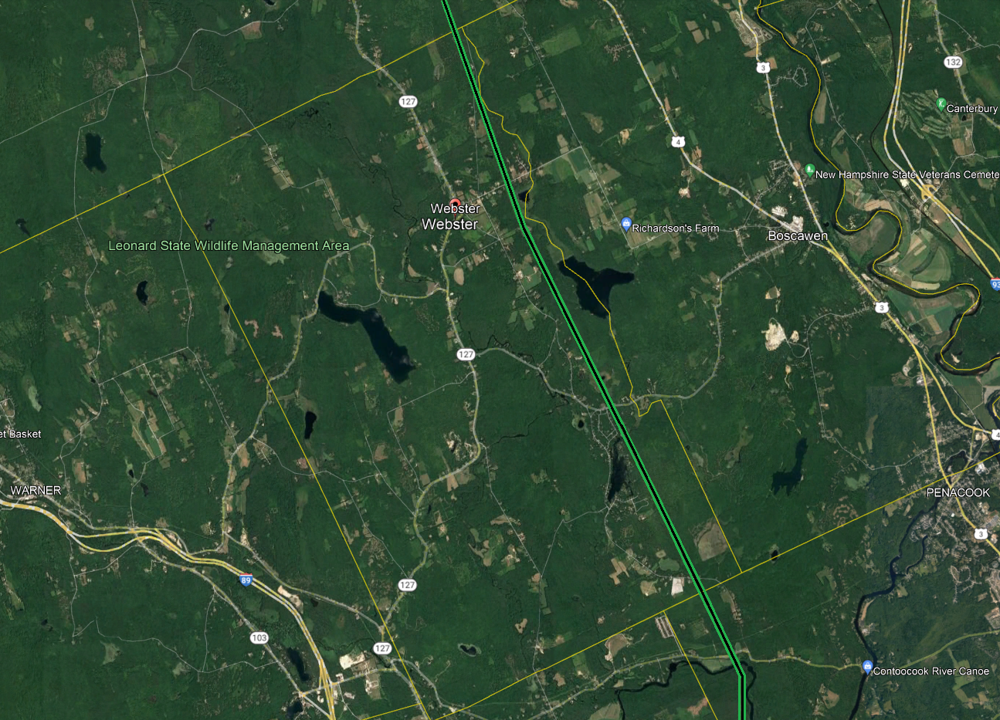 132
127
3
Canterbury
4
New Hampshire State Veterans Cemete
Webster
Webster
Richardson's Farm
Boscawen
Leonard State Wildlife Management Area
93
3
127
et Basket
4
WARNER
PENACOOK
3
89
127
103
127
Contoocook River Canoe